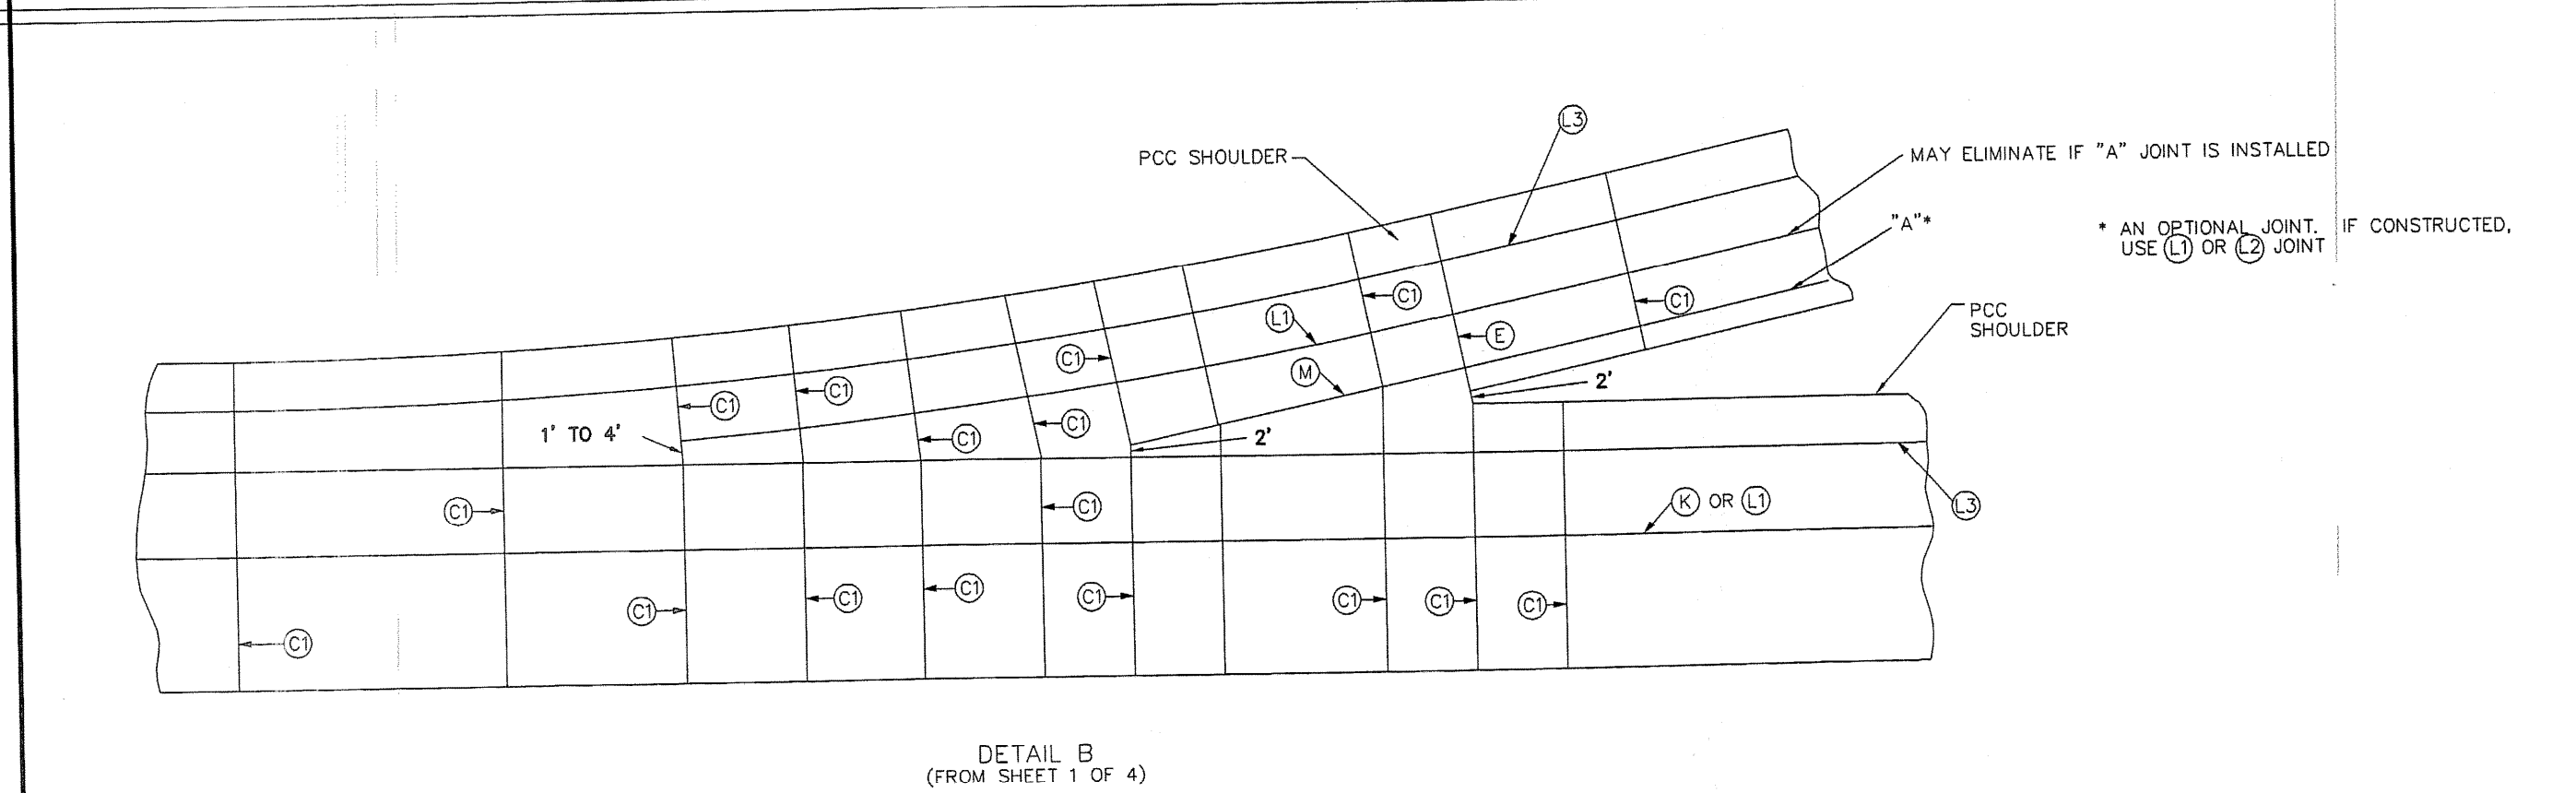 L3
PCC SHOULDER
MAY ELIMINATE IF "A" JOINT IS INSTALLED
"A"*
* AN OPTIONAL JOINT. IF CONSTRUCTED,
USE L1 OR L2 JOINT
C1
C1
L1
PCC
SHOULDER
E
C1
M
2'
C1
C1
C1
1' TO 4'
C1
2'
C1
C1
K OR L1
L3
C1
C1
C1
C1
C1
C1
C1
C1
C1
DETAIL B
(FROM SHEET 1 OF 4)